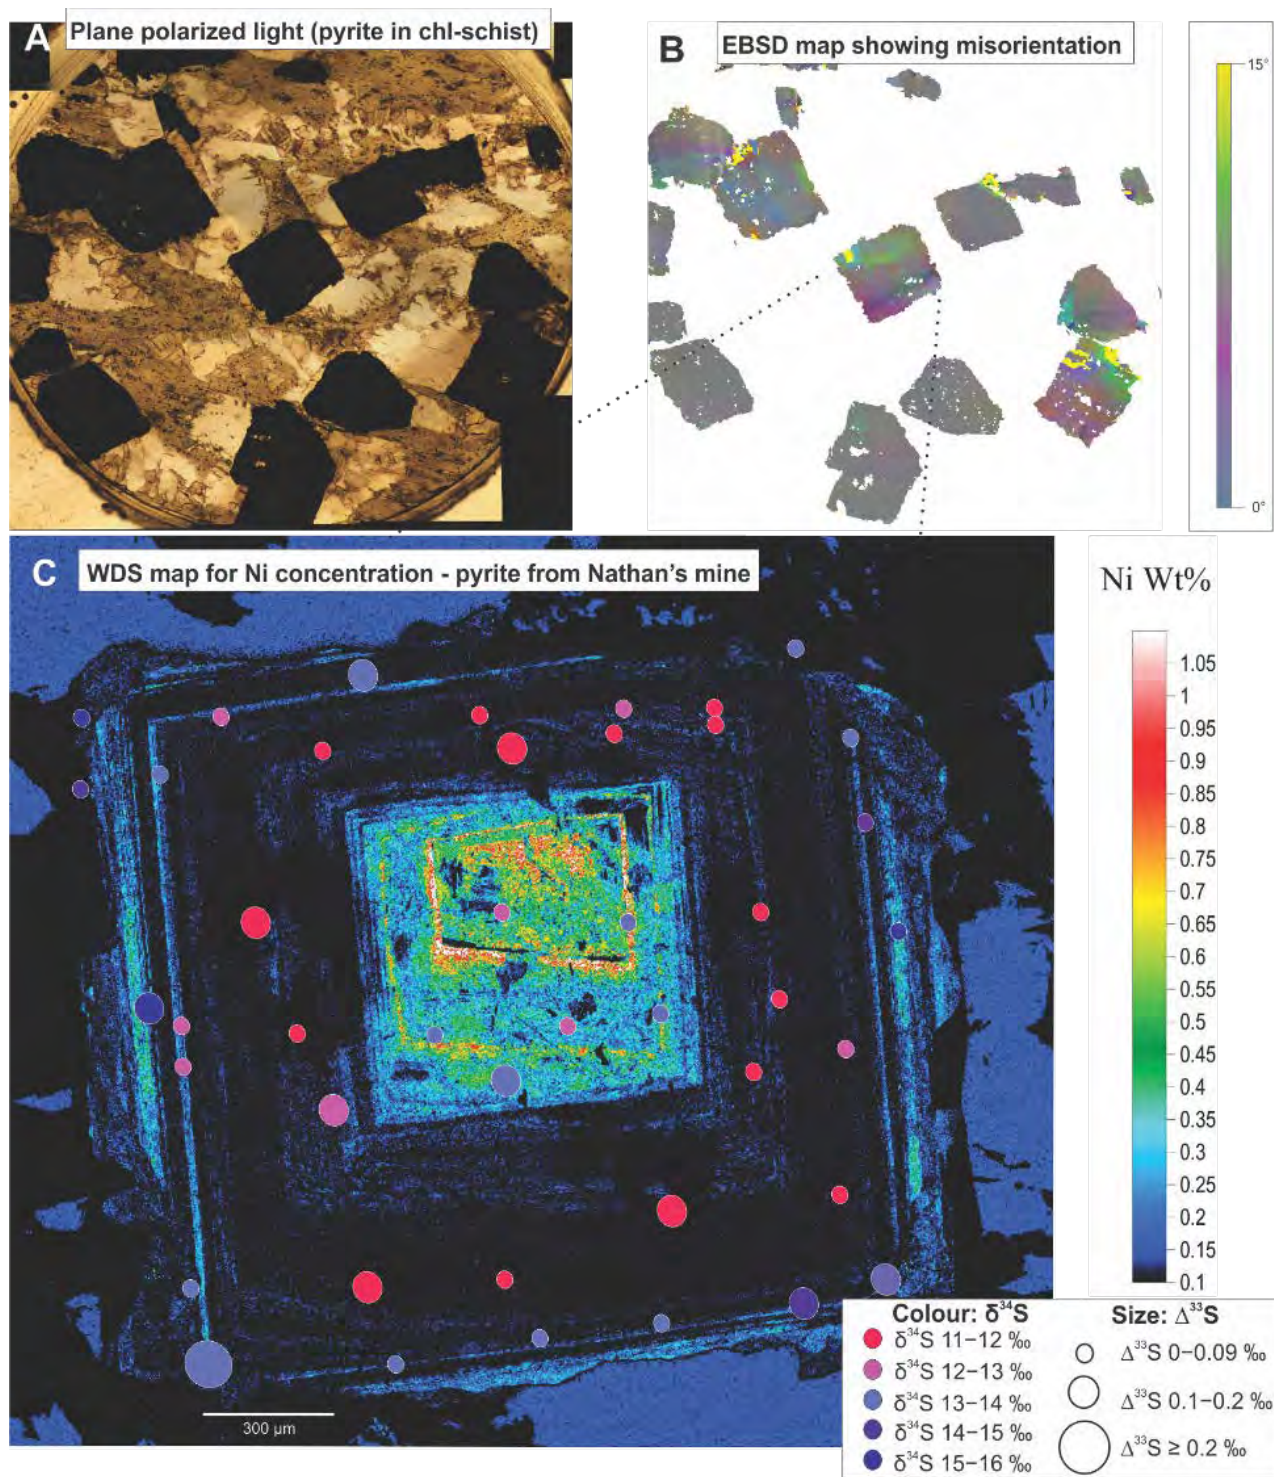 A
Plane polarized light (pyrite in chl-schist)
B
EBSD map showing misorientation
15°
0°
C
WDS map for Ni concentration - pyrite from Nathan's mine
Ni Wt%
1.05
1
0.95
0.9
0.85
0.8
0.75
0.7
0.65
0.6
0.55
0.5
0.45
0.4
0.35
0.3
0.25
0.2
0.15
0.1
300 µm
Colour: δ³⁴S
δ³⁴S 11–12 ‰
δ³⁴S 12–13 ‰
δ³⁴S 13–14 ‰
δ³⁴S 14–15 ‰
δ³⁴S 15–16 ‰
Size: Δ³³S
Δ³³S 0–0.09 ‰
Δ³³S 0.1–0.2 ‰
Δ³³S ≥ 0.2 ‰